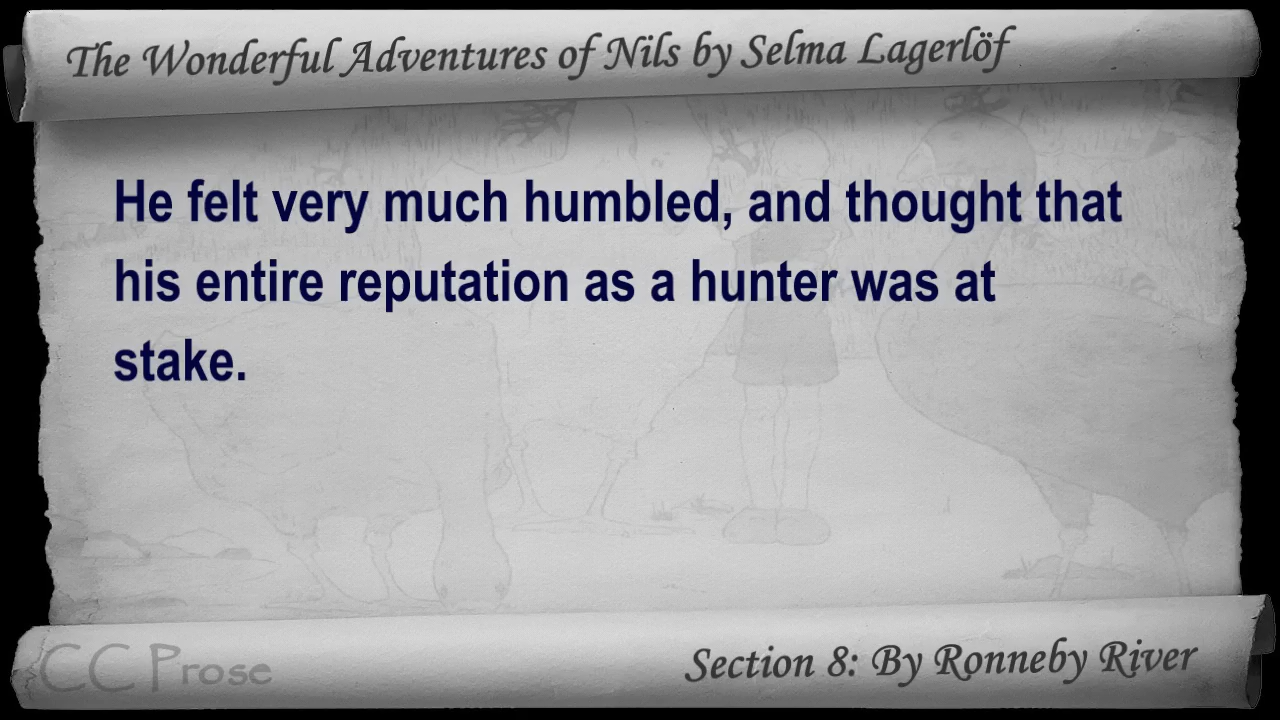 The Wonderful Adventures of Nils by Selma Lagerlöf
He felt very much humbled, and thought that
his entire reputation as a hunter was at
stake.
CC Prose
Section 8: By Ronneby River